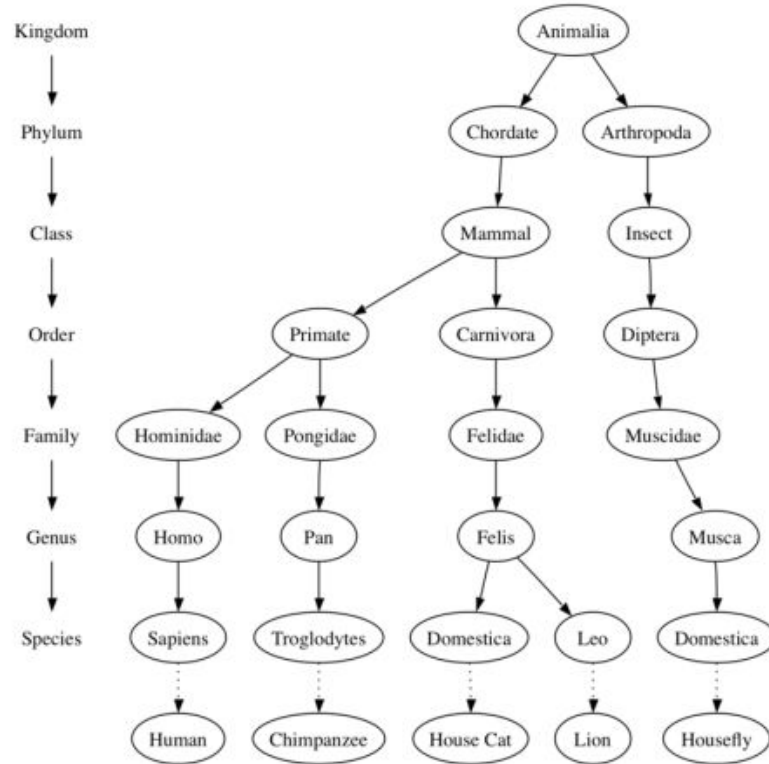 Kingdom Animalia
Phylum Chordate Arthropoda
Class Mammal Insect
Order Primate Carnivora Diptera
Family Hominidae Pongidae Felidae Muscidae
Genus Homo Pan Felis Musca
Species Sapiens Troglodytes Domestica Leo Domestica
Human Chimpanzee House Cat Lion Housefly